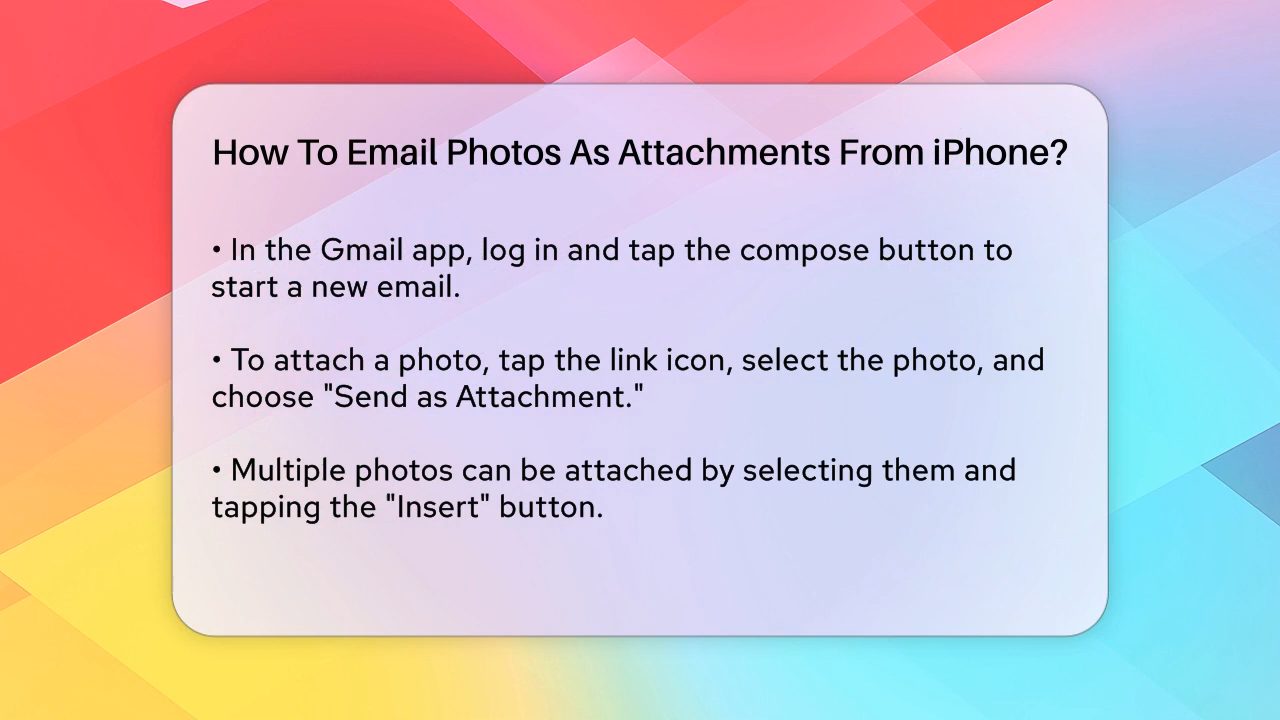 How To Email Photos As Attachments From iPhone?
• In the Gmail app, log in and tap the compose button to
start a new email.
• To attach a photo, tap the link icon, select the photo, and
choose "Send as Attachment."
• Multiple photos can be attached by selecting them and
tapping the "Insert" button.